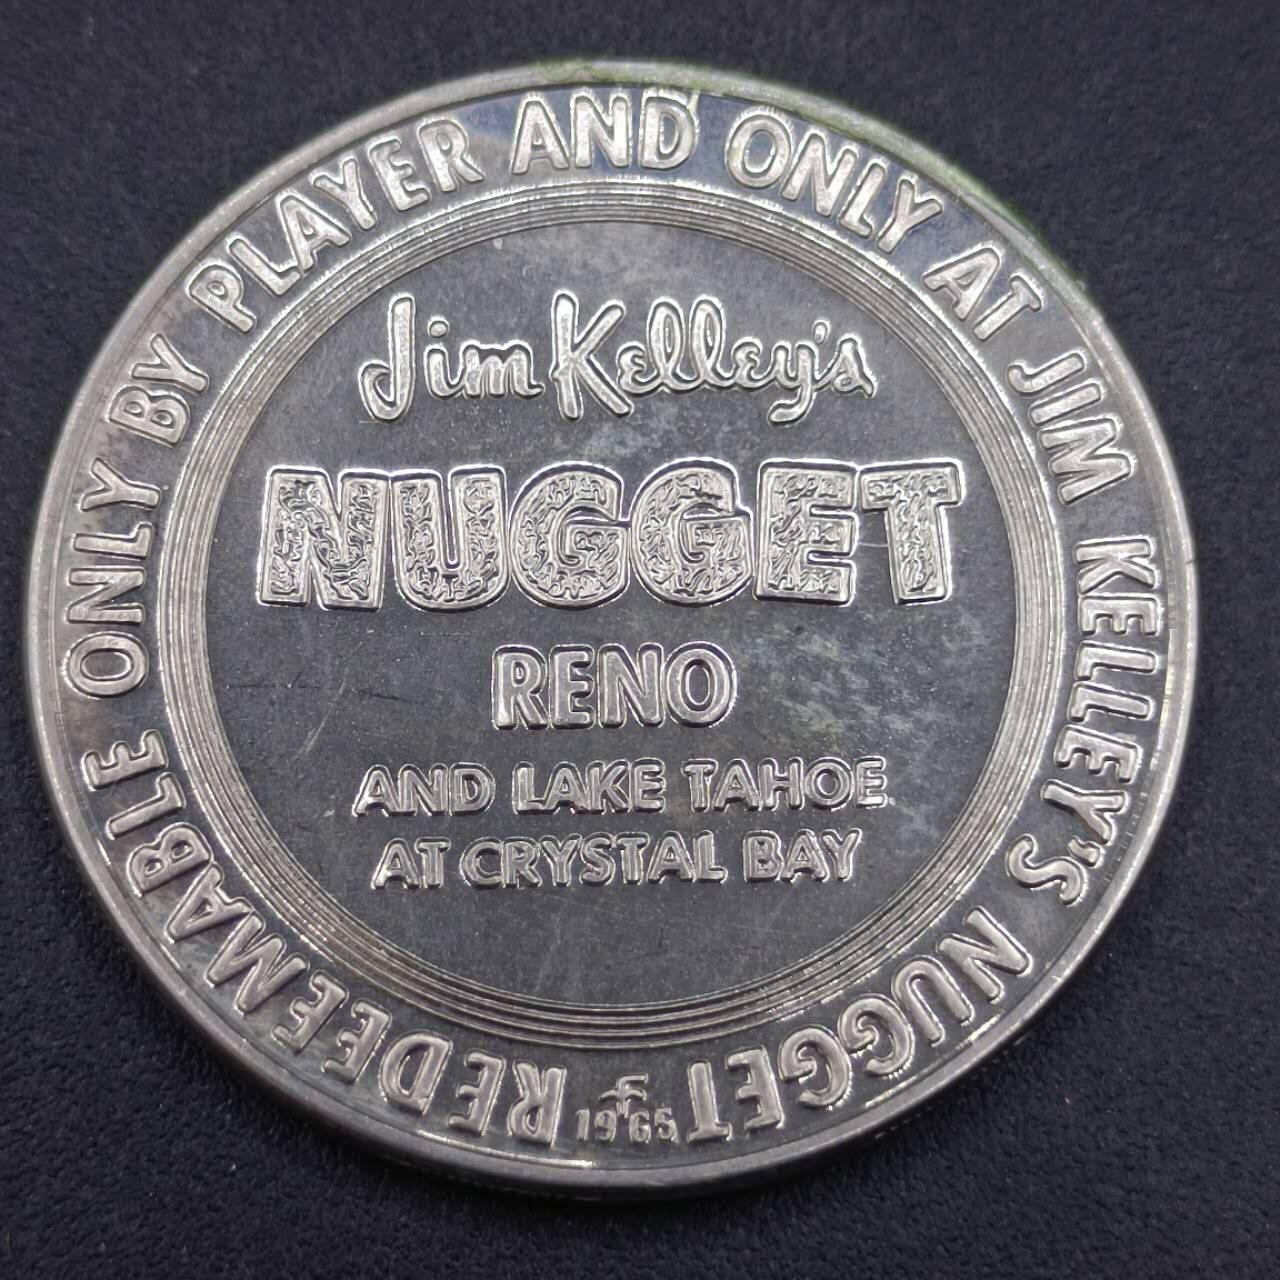 REDEEMABLE ONLY BY PLAYER AND ONLY AT JIM KELLEY'S NUGGET
Jim Kelley's
NUGGET
RENO
AND LAKE TAHOE
AT CRYSTAL BAY
1965